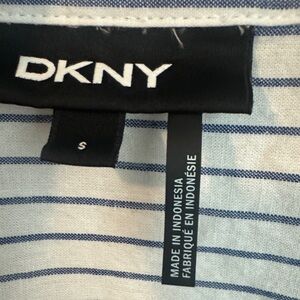 DKNY
S
MADE IN INDONESIA
FABRIQUÉ EN INDONÉSIE